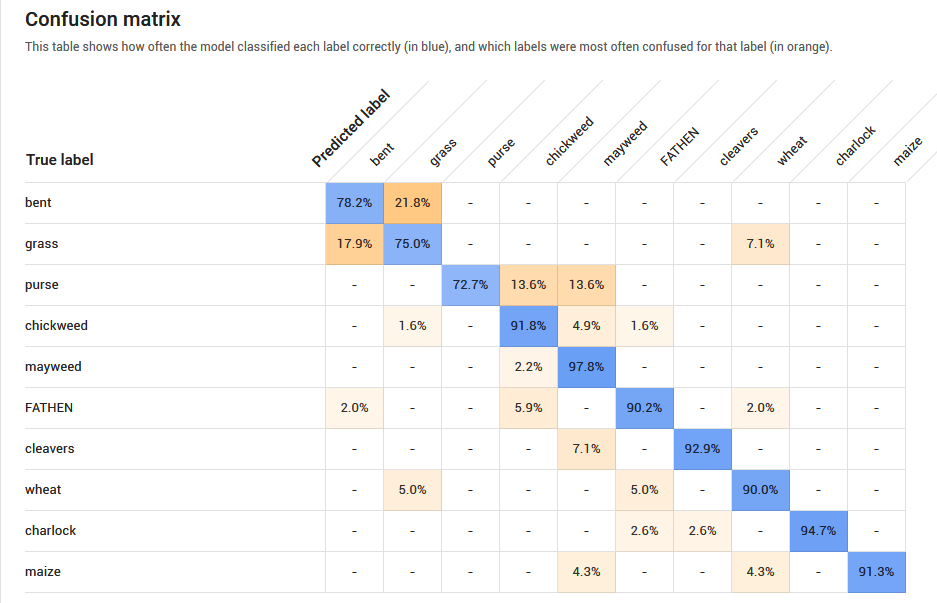 Confusion matrix
This table shows how often the model classified each label correctly (in blue), and which labels were most often confused for that label (in orange).
True label Predicted label bent grass purse chickweed mayweed FATHEN cleavers wheat charlock maize
bent 78.2% 21.8% - - - - - - - -
grass 17.9% 75.0% - - - - - 7.1% - -
purse - - 72.7% 13.6% 13.6% - - - - -
chickweed - 1.6% - 91.8% 4.9% 1.6% - - - -
mayweed - - - 2.2% 97.8% - - - - -
FATHEN 2.0% - - 5.9% - 90.2% - 2.0% - -
cleavers - - - - 7.1% - 92.9% - - -
wheat - 5.0% - - - 5.0% - 90.0% - -
charlock - - - - - 2.6% 2.6% - 94.7% -
maize - - - - 4.3% - - 4.3% - 91.3%